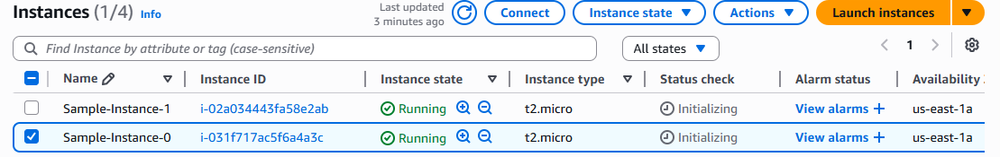 Instances (1/4) Info Last updated 3 minutes ago Connect Instance state Actions Launch instances
Find Instance by attribute or tag (case-sensitive) All states 1
Name Instance ID Instance state Instance type Status check Alarm status Availability
Sample-Instance-1 i-02a034443fa58e2ab Running t2.micro Initializing View alarms + us-east-1a
Sample-Instance-0 i-031f717ac5f6a4a3c Running t2.micro Initializing View alarms + us-east-1a